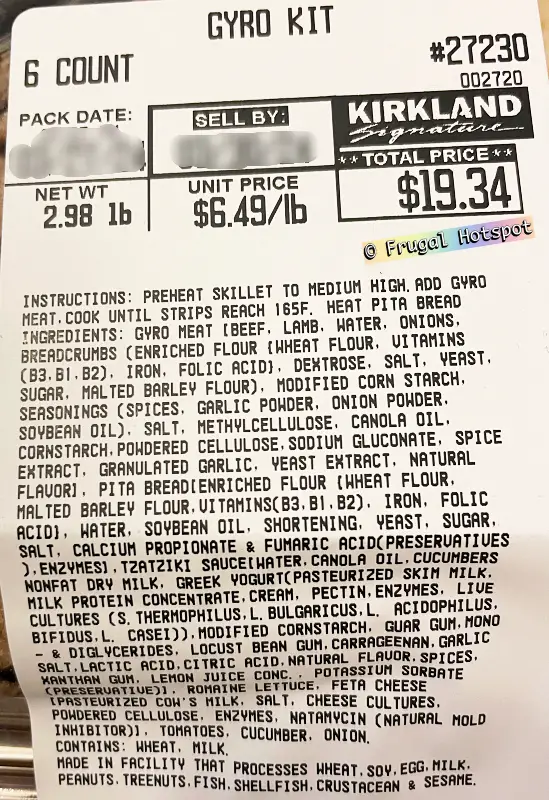 GYRO KIT
6 COUNT
#27230
002720
PACK DATE:
SELL BY:
KIRKLAND
Signature
**TOTAL PRICE**
NET WT
2.98 lb
UNIT PRICE
$6.49/lb
$19.34
© Frugal Hotspot
INSTRUCTIONS: PREHEAT SKILLET TO MEDIUM HIGH. ADD GYRO
MEAT.COOK UNTIL STRIPS REACH 165F. HEAT PITA BREAD
INGREDIENTS: GYRO MEAT [BEEF, LAMB, WATER, ONIONS,
BREADCRUMBS (ENRICHED FLOUR {WHEAT FLOUR, VITAMINS
(B3,B1,B2), IRON, FOLIC ACID}, DEXTROSE, SALT, YEAST,
SUGAR, MALTED BARLEY FLOUR), MODIFIED CORN STARCH,
SEASONINGS (SPICES, GARLIC POWDER, ONION POWDER,
SOYBEAN OIL), SALT, METHYLCELLULOSE, CANOLA OIL,
CORNSTARCH,POWDERED CELLULOSE,SODIUM GLUCONATE, SPICE
EXTRACT, GRANULATED GARLIC, YEAST EXTRACT, NATURAL
FLAVOR], PITA BREAD[ENRICHED FLOUR {WHEAT FLOUR,
MALTED BARLEY FLOUR,VITAMINS(B3,B1,B2), IRON, FOLIC
ACID}, WATER, SOYBEAN OIL, SHORTENING, YEAST, SUGAR,
SALT, CALCIUM PROPIONATE & FUMARIC ACID(PRESERVATIVES
),ENZYMES],TZATZIKI SAUCE[WATER,CANOLA OIL,CUCUMBERS
NONFAT DRY MILK, GREEK YOGURT(PASTEURIZED SKIM MILK,
MILK PROTEIN CONCENTRATE,CREAM, PECTIN,ENZYMES, LIVE
CULTURES (S. THERMOPHILUS,L. BULGARICUS,L. ACIDOPHILUS,
BIFIDUS,L. CASEI)),MODIFIED CORNSTARCH, GUAR GUM,MONO
- & DIGLYCERIDES, LOCUST BEAN GUM,CARRAGEENAN,GARLIC
SALT,LACTIC ACID,CITRIC ACID,NATURAL FLAVOR,SPICES,
XANTHAN GUM, LEMON JUICE CONC., POTASSIUM SORBATE
(PRESERVATIVE)], ROMAINE LETTUCE, FETA CHEESE
[PASTEURIZED COW'S MILK, SALT, CHEESE CULTURES,
POWDERED CELLULOSE, ENZYMES, NATAMYCIN (NATURAL MOLD
INHIBITOR)], TOMATOES, CUCUMBER, ONION.
CONTAINS: WHEAT, MILK.
MADE IN FACILITY THAT PROCESSES WHEAT,SOY,EGG,MILK,
PEANUTS,TREENUTS,FISH,SHELLFISH,CRUSTACEAN & SESAME.